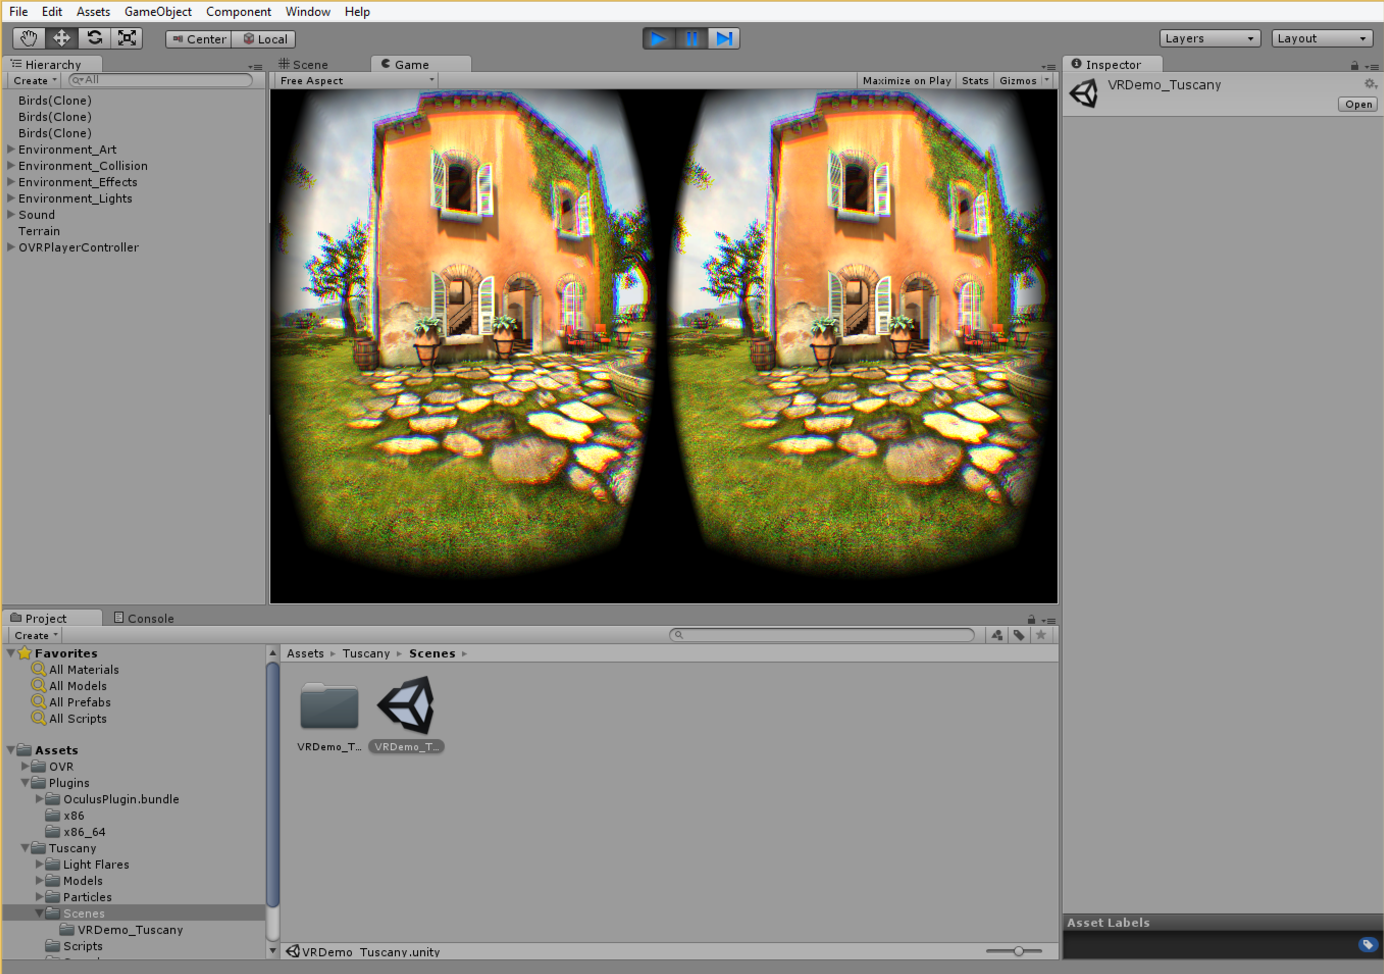 File Edit Assets GameObject Component Window Help
Center Local Layers Layout
Hierarchy Scene Game Inspector
Create All Free Aspect Maximize on Play Stats Gizmos VRDemo_Tuscany
Open
Birds(Clone)
Birds(Clone)
Birds(Clone)
Environment_Art
Environment_Collision
Environment_Effects
Environment_Lights
Sound
Terrain
OVRPlayerController
Project Console
Create
Favorites Assets Tuscany Scenes
All Materials
All Models
All Prefabs
All Scripts
VRDemo_T... VRDemo_T...
Assets
OVR
Plugins
OculusPlugin.bundle
x86
x86_64
Tuscany
Light Flares
Models
Particles
Scenes
Asset Labels
VRDemo_Tuscany
Scripts
VRDemo_Tuscany.unity